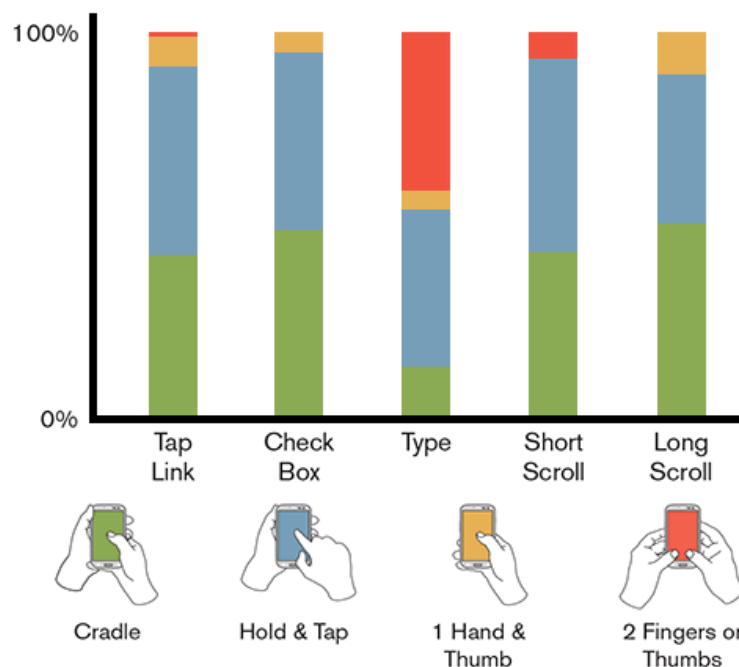 100%
0%
Tap
Link
Check
Box
Type
Short
Scroll
Long
Scroll
Cradle
Hold & Tap
1 Hand &
Thumb
2 Fingers or
Thumbs